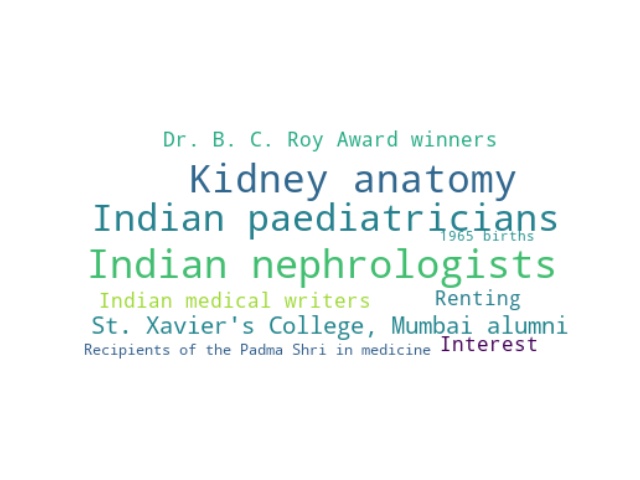 Dr. B. C. Roy Award winners
Kidney anatomy
Indian paediatricians
1965 births
Indian nephrologists
Indian medical writers
Renting
St. Xavier's College, Mumbai alumni
Recipients of the Padma Shri in medicine
Interest